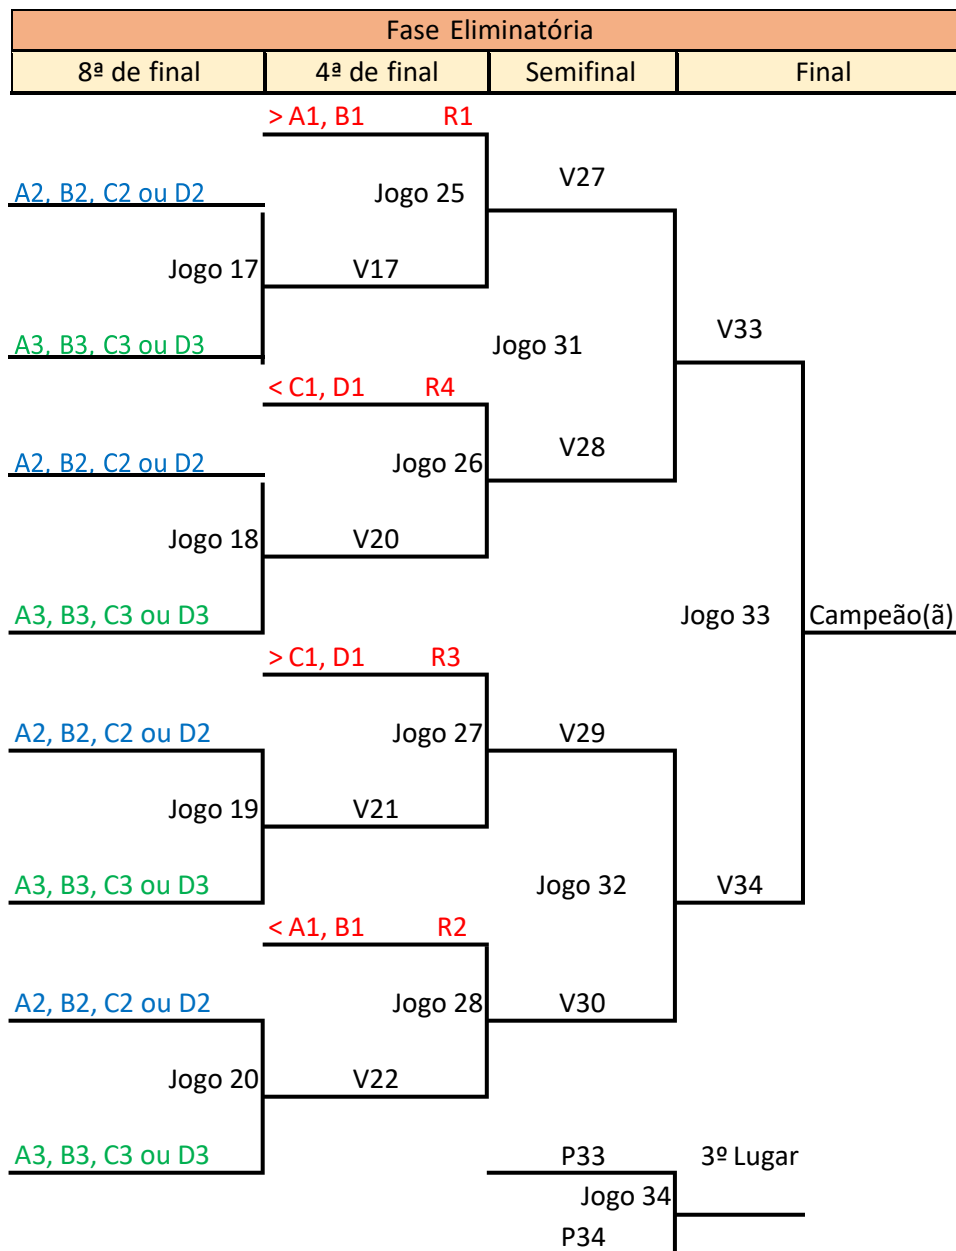 Fase Eliminatória
8ª de final 4ª de final Semifinal Final
> A1, B1 R1
V27
A2, B2, C2 ou D2
Jogo 25
Jogo 17
V17
V33
A3, B3, C3 ou D3
Jogo 31
< C1, D1 R4
V28
A2, B2, C2 ou D2
Jogo 26
Jogo 18
V20
A3, B3, C3 ou D3
Jogo 33
Campeão(ã)
> C1, D1 R3
A2, B2, C2 ou D2
Jogo 27
V29
Jogo 19
V21
A3, B3, C3 ou D3
Jogo 32
V34
< A1, B1 R2
A2, B2, C2 ou D2
Jogo 28
V30
Jogo 20
V22
A3, B3, C3 ou D3
P33
3º Lugar
Jogo 34
P34